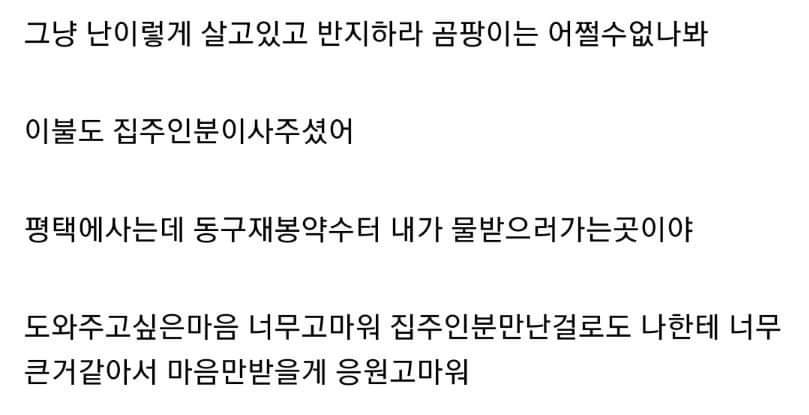 그냥 난이렇게 살고있고 반지하라 곰팡이는 어쩔수없나봐
이불도 집주인분이사주셨어
평택에사는데 동구재봉약수터 내가 물받으러가는곳이야
도와주고싶은마음 너무고마워 집주인분만난걸로도 나한테 너무
큰거같아서 마음만받을게 응원고마워